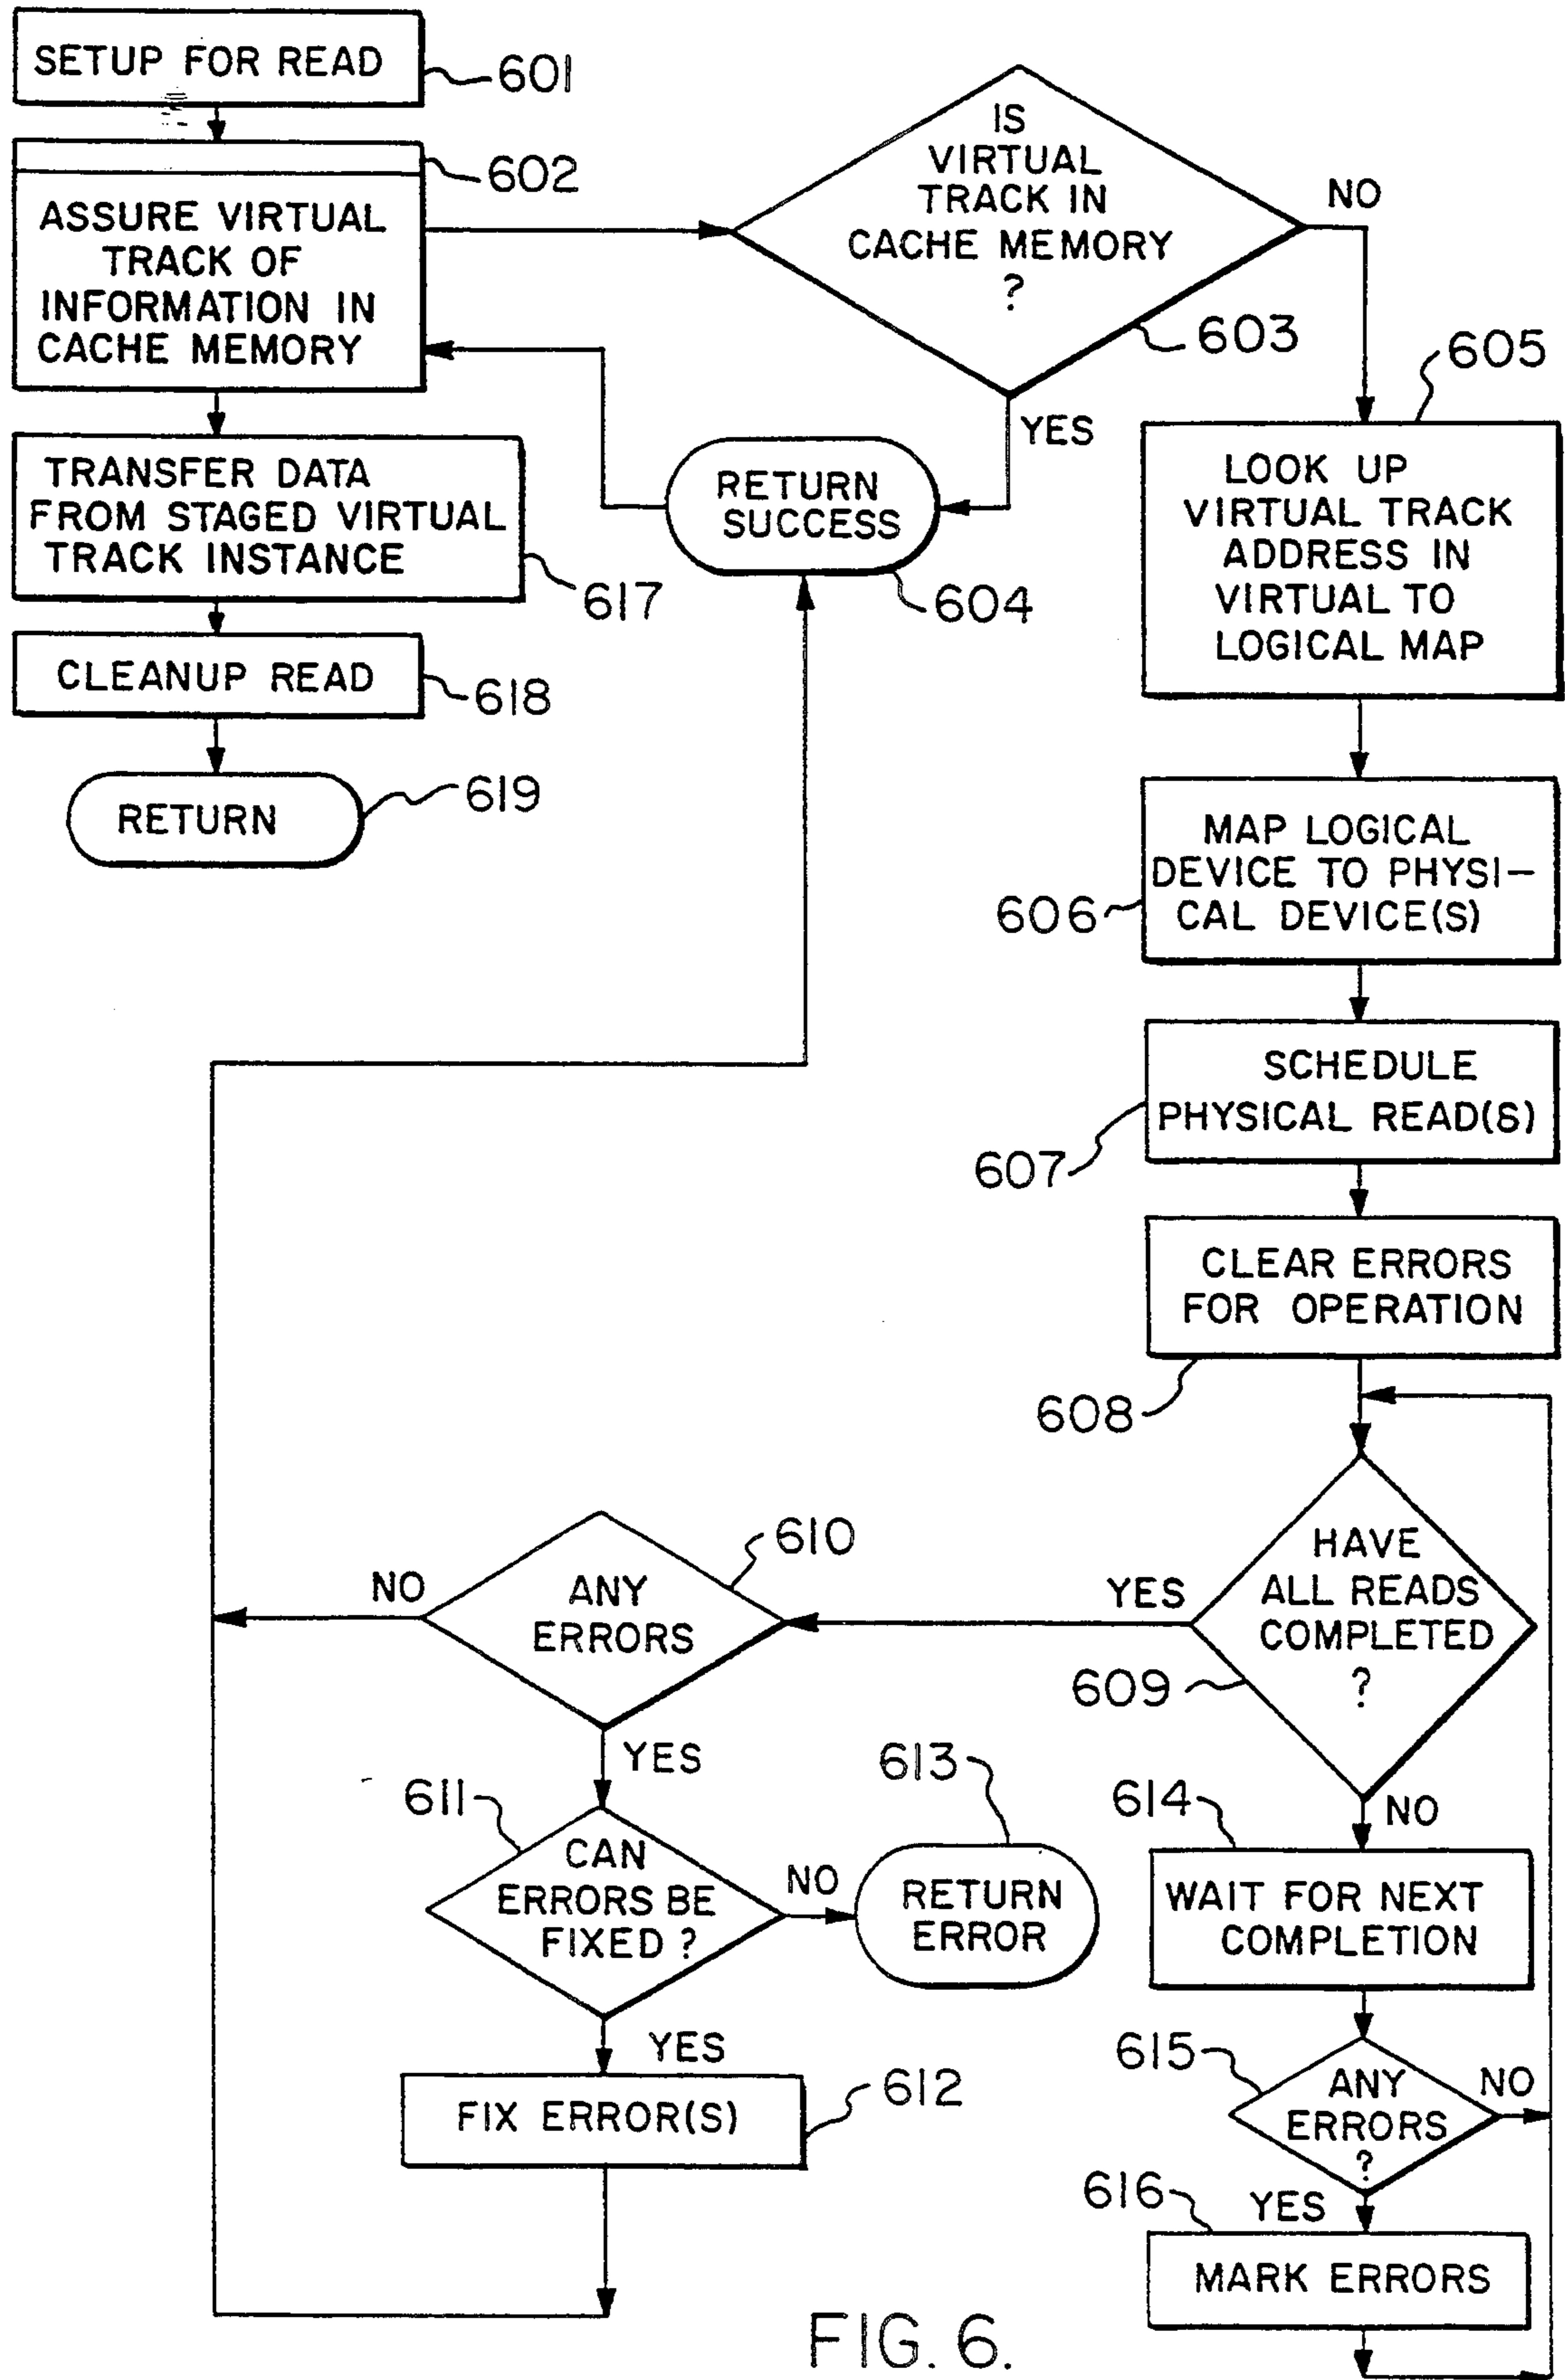 SETUP FOR READ
601
602
ASSURE VIRTUAL
TRACK OF
INFORMATION IN
CACHE MEMORY
IS
VIRTUAL
TRACK IN
CACHE MEMORY
?
603
NO
YES
RETURN
SUCCESS
604
605
LOOK UP
VIRTUAL TRACK
ADDRESS IN
VIRTUAL TO
LOGICAL MAP
TRANSFER DATA
FROM STAGED VIRTUAL
TRACK INSTANCE
617
CLEANUP READ
618
RETURN
619
MAP LOGICAL
DEVICE TO PHYSI-
CAL DEVICE(S)
606
SCHEDULE
PHYSICAL READ(S)
607
CLEAR ERRORS
FOR OPERATION
608
HAVE
ALL READS
COMPLETED
?
609
YES
NO
610
ANY
ERRORS
NO
YES
611
CAN
ERRORS BE
FIXED ?
NO
YES
613
RETURN
ERROR
612
FIX ERROR(S)
614
WAIT FOR NEXT
COMPLETION
615
ANY
ERRORS
?
NO
YES
616
MARK ERRORS
FIG. 6.